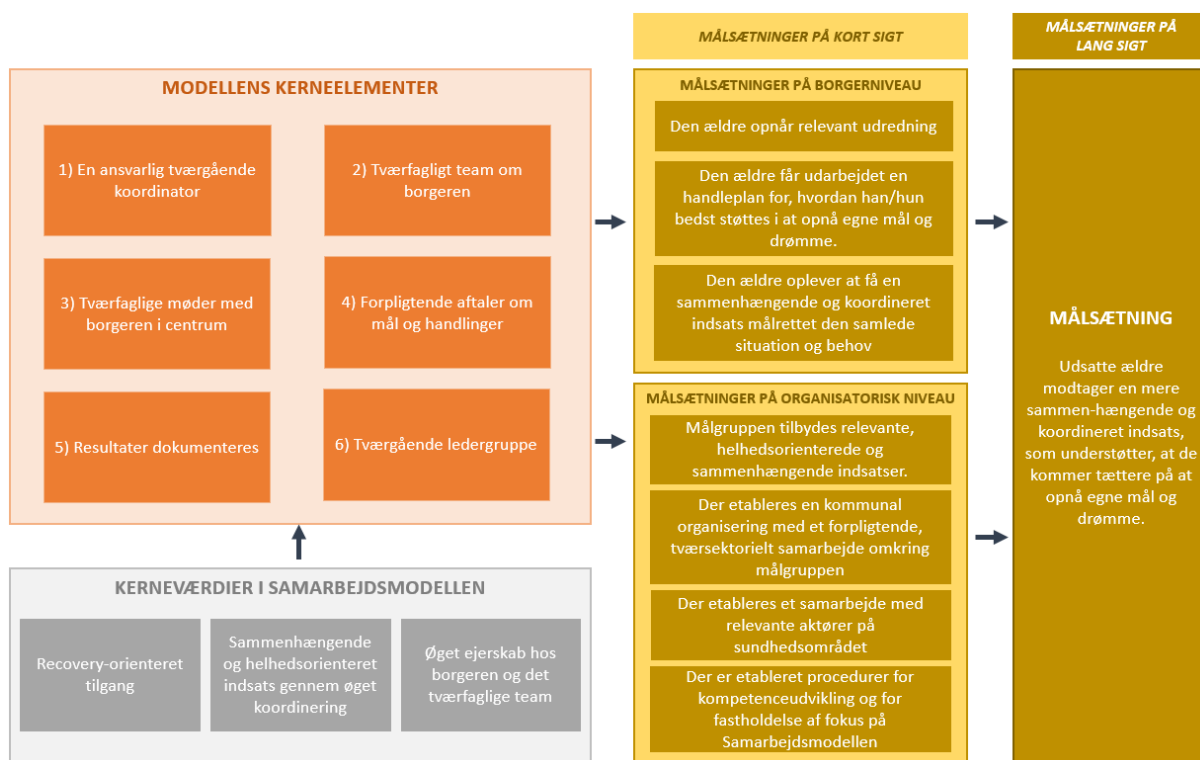 MODELLENS KERNEELEMENTER
1) En ansvarlig tværgående
koordinator
2) Tværfagligt team om
borgeren
3) Tværfaglige møder med
borgeren i centrum
4) Forpligtende aftaler om
mål og handlinger
5) Resultater dokumenteres
6) Tværgående ledergruppe
KERNEVÆRDIER I SAMARBEJDSMODELLEN
Recovery-orienteret
tilgang
Sammenhængende
og helhedsorienteret
indsats gennem øget
koordinering
Øget ejerskab hos
borgeren og det
tværfaglige team
MÅLSÆTNINGER PÅ KORT SIGT
MÅLSÆTNINGER PÅ BORGERNIVEAU
Den ældre opnår relevant udredning
Den ældre får udarbejdet en
handleplan for, hvordan han/hun
bedst støttes i at opnå egne mål og
drømme.
Den ældre oplever at få en
sammenhængende og koordineret
indsats målrettet den samlede
situation og behov
MÅLSÆTNINGER PÅ ORGANISATORISK NIVEAU
Målgruppen tilbydes relevante,
helhedsorienterede og
sammenhængende indsatser.
Der etableres en kommunal
organisering med et forpligtende,
tværsektorielt samarbejde omkring
målgruppen
Der etableres et samarbejde med
relevante aktører på
sundhedsområdet
Der er etableret procedurer for
kompetenceudvikling og for
fastholdelse af fokus på
Samarbejdsmodellen
MÅLSÆTNINGER PÅ
LANG SIGT
MÅLSÆTNING
Udsatte ældre
modtager en mere
sammen-hængende og
koordineret indsats,
som understøtter, at de
kommer tættere på at
opnå egne mål og
drømme.